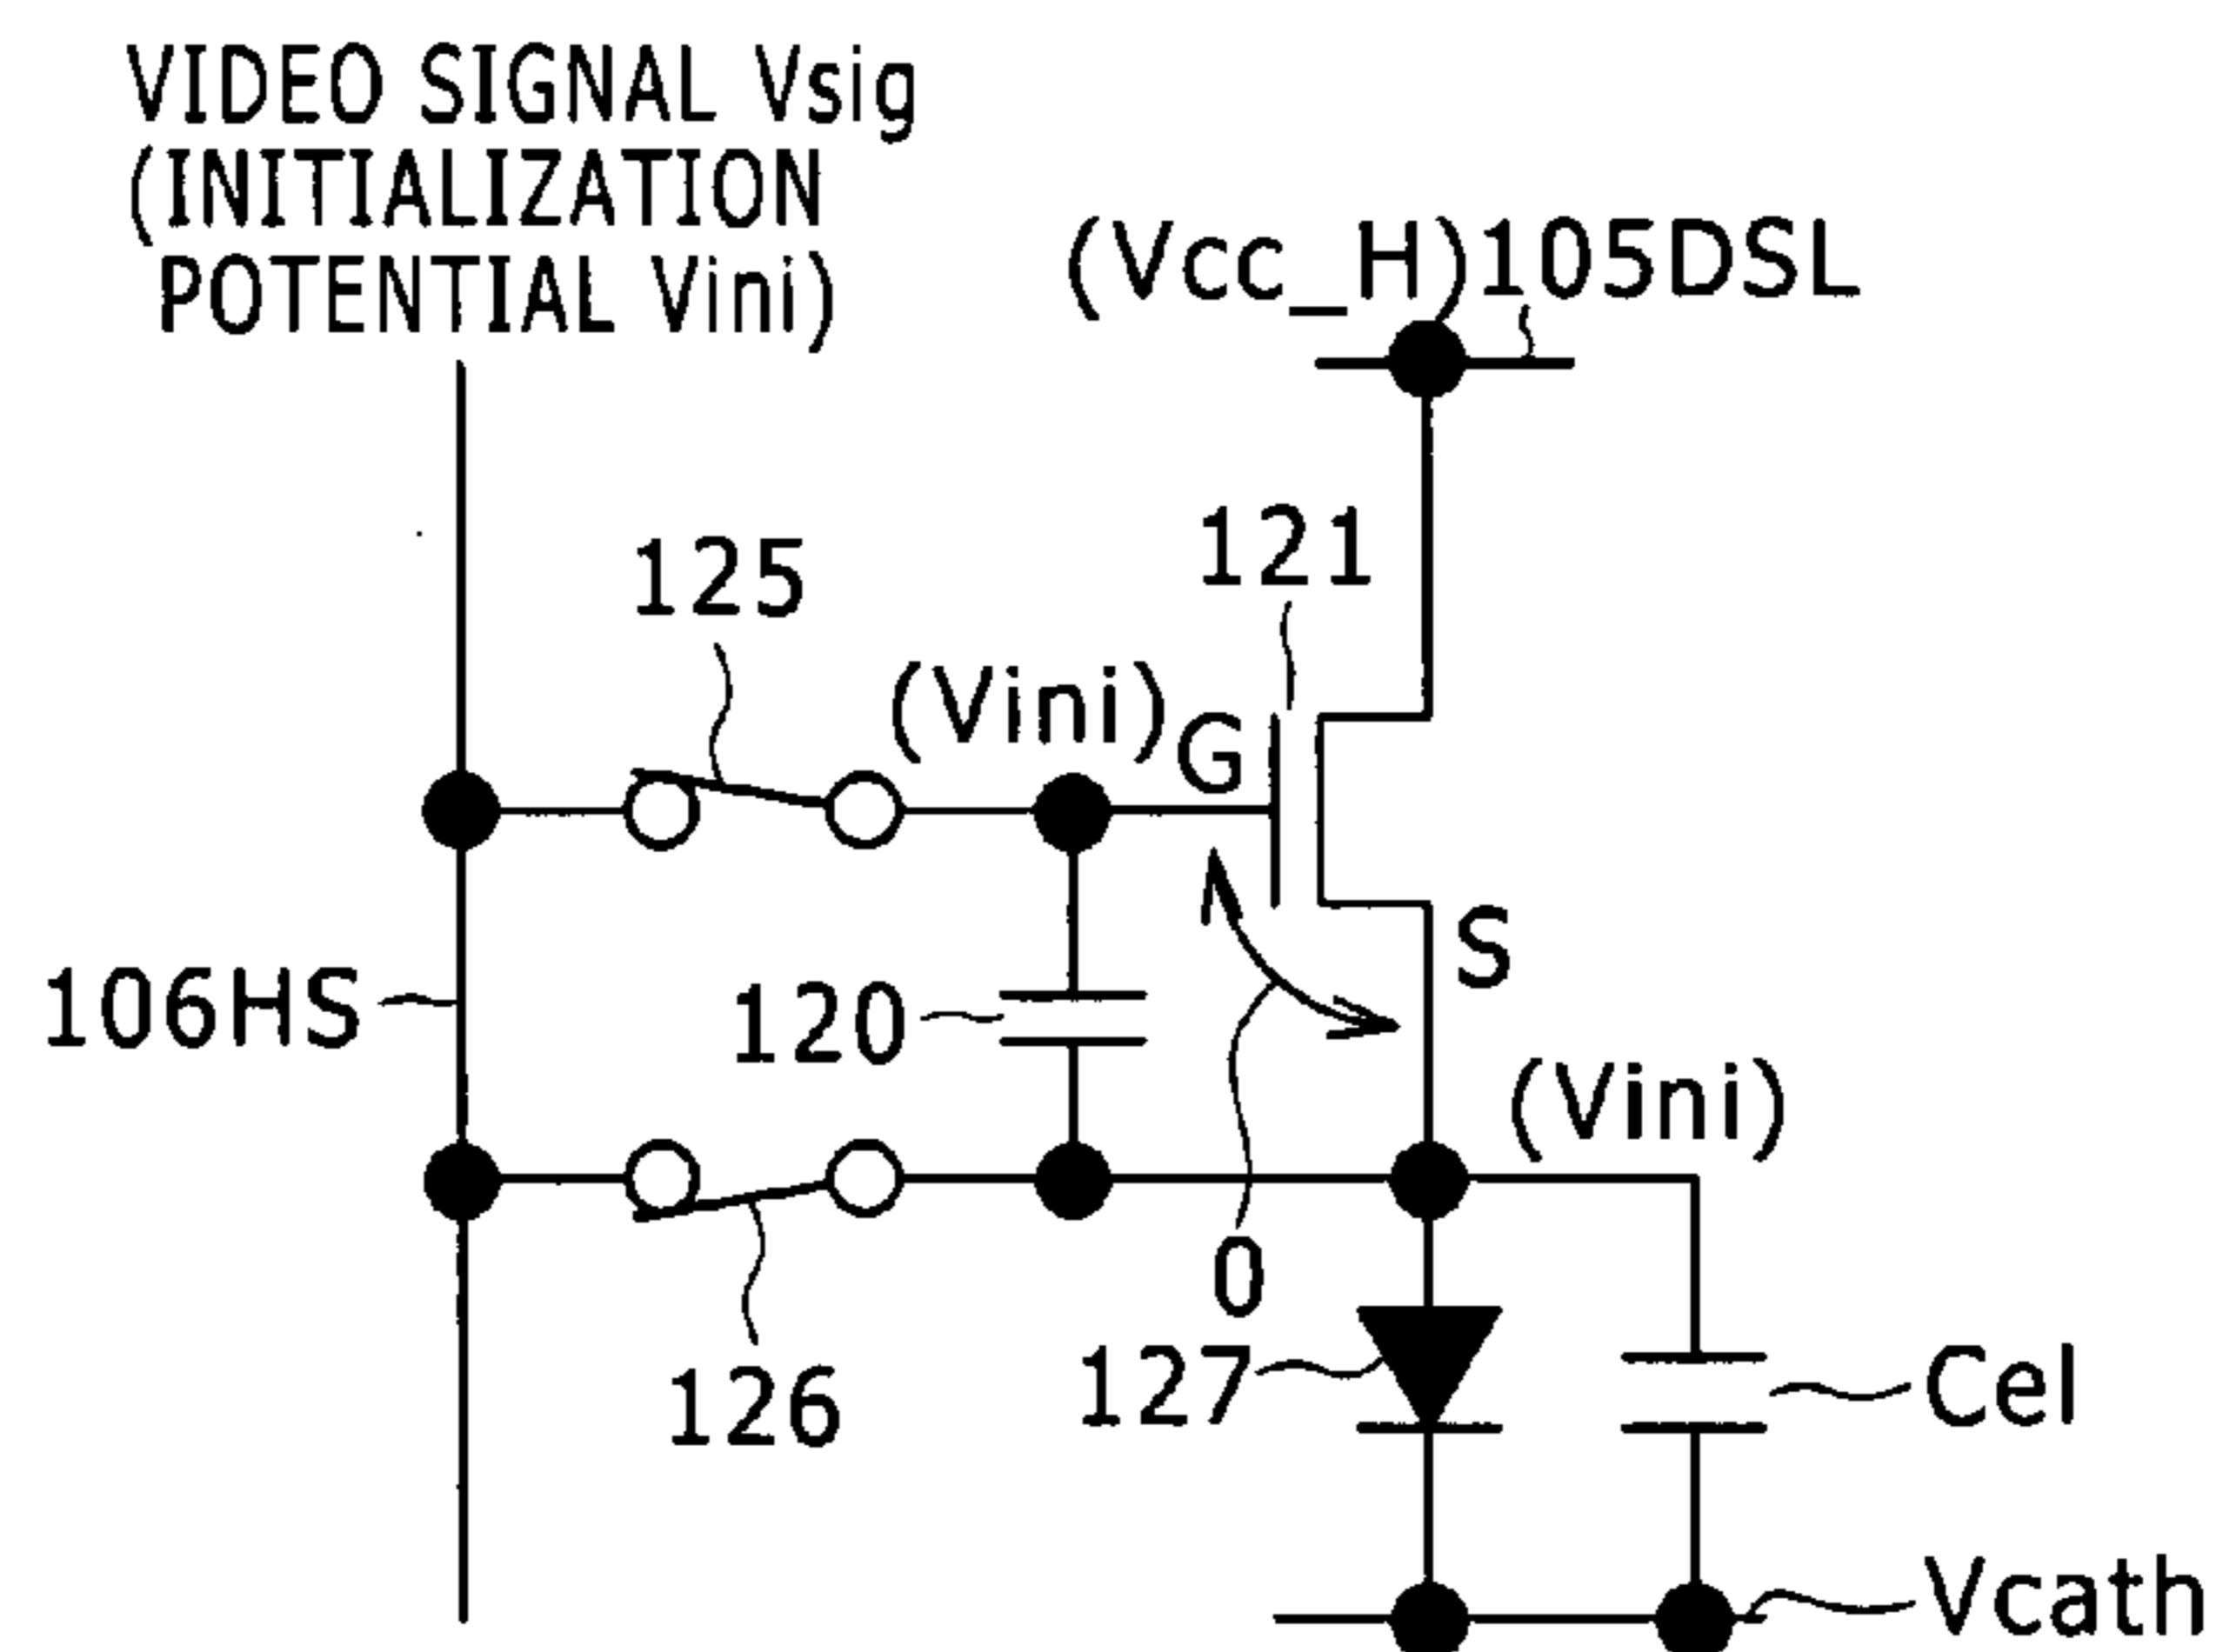 VIDEO SIGNAL Vsig
(INITIALIZATION
POTENTIAL Vini)
(Vcc_H)105DSL
121
125
(Vini)
G
106HS
120
S
(Vini)
0
126
127
Cel
Vcath